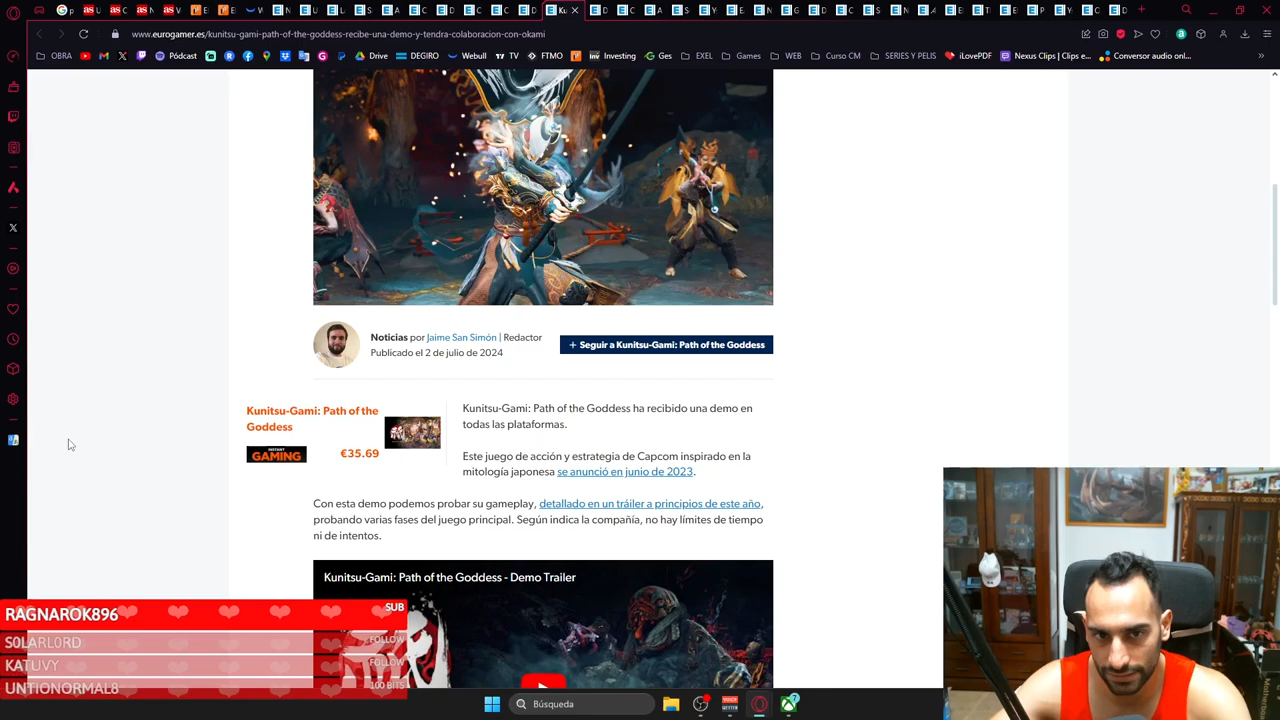 www.eurogamer.es/kunitsu-gami-path-of-the-goddess-recibe-una-demo-y-tendra-colaboracion-con-okami
OBRA
Pódcast
Drive
DEGIRO
Webull
TV
FTMO
Investing
Ges
EXEL
Games
WEB
Curso CM
SERIES Y PELIS
iLovePDF
Nexus Clips | Clips e...
Conversor audio onl...
Noticias por Jaime San Simón | Redactor
Publicado el 2 de julio de 2024
+ Seguir a Kunitsu-Gami: Path of the Goddess
Kunitsu-Gami: Path of the
Goddess
INSTANT
GAMING
€35.69
Kunitsu-Gami: Path of the Goddess ha recibido una demo en
todas las plataformas.
Este juego de acción y estrategia de Capcom inspirado en la
mitología japonesa se anunció en junio de 2023.
Con esta demo podemos probar su gameplay, detallado en un tráiler a principios de este año,
probando varias fases del juego principal. Según indica la compañía, no hay límites de tiempo
ni de intentos.
Kunitsu-Gami: Path of the Goddess - Demo Trailer
RAGNAROK896 SUB
S0LARL0RD FOLLOW
KATUVY FOLLOW
UNTIONORMAL8 100 BITS
Búsqueda